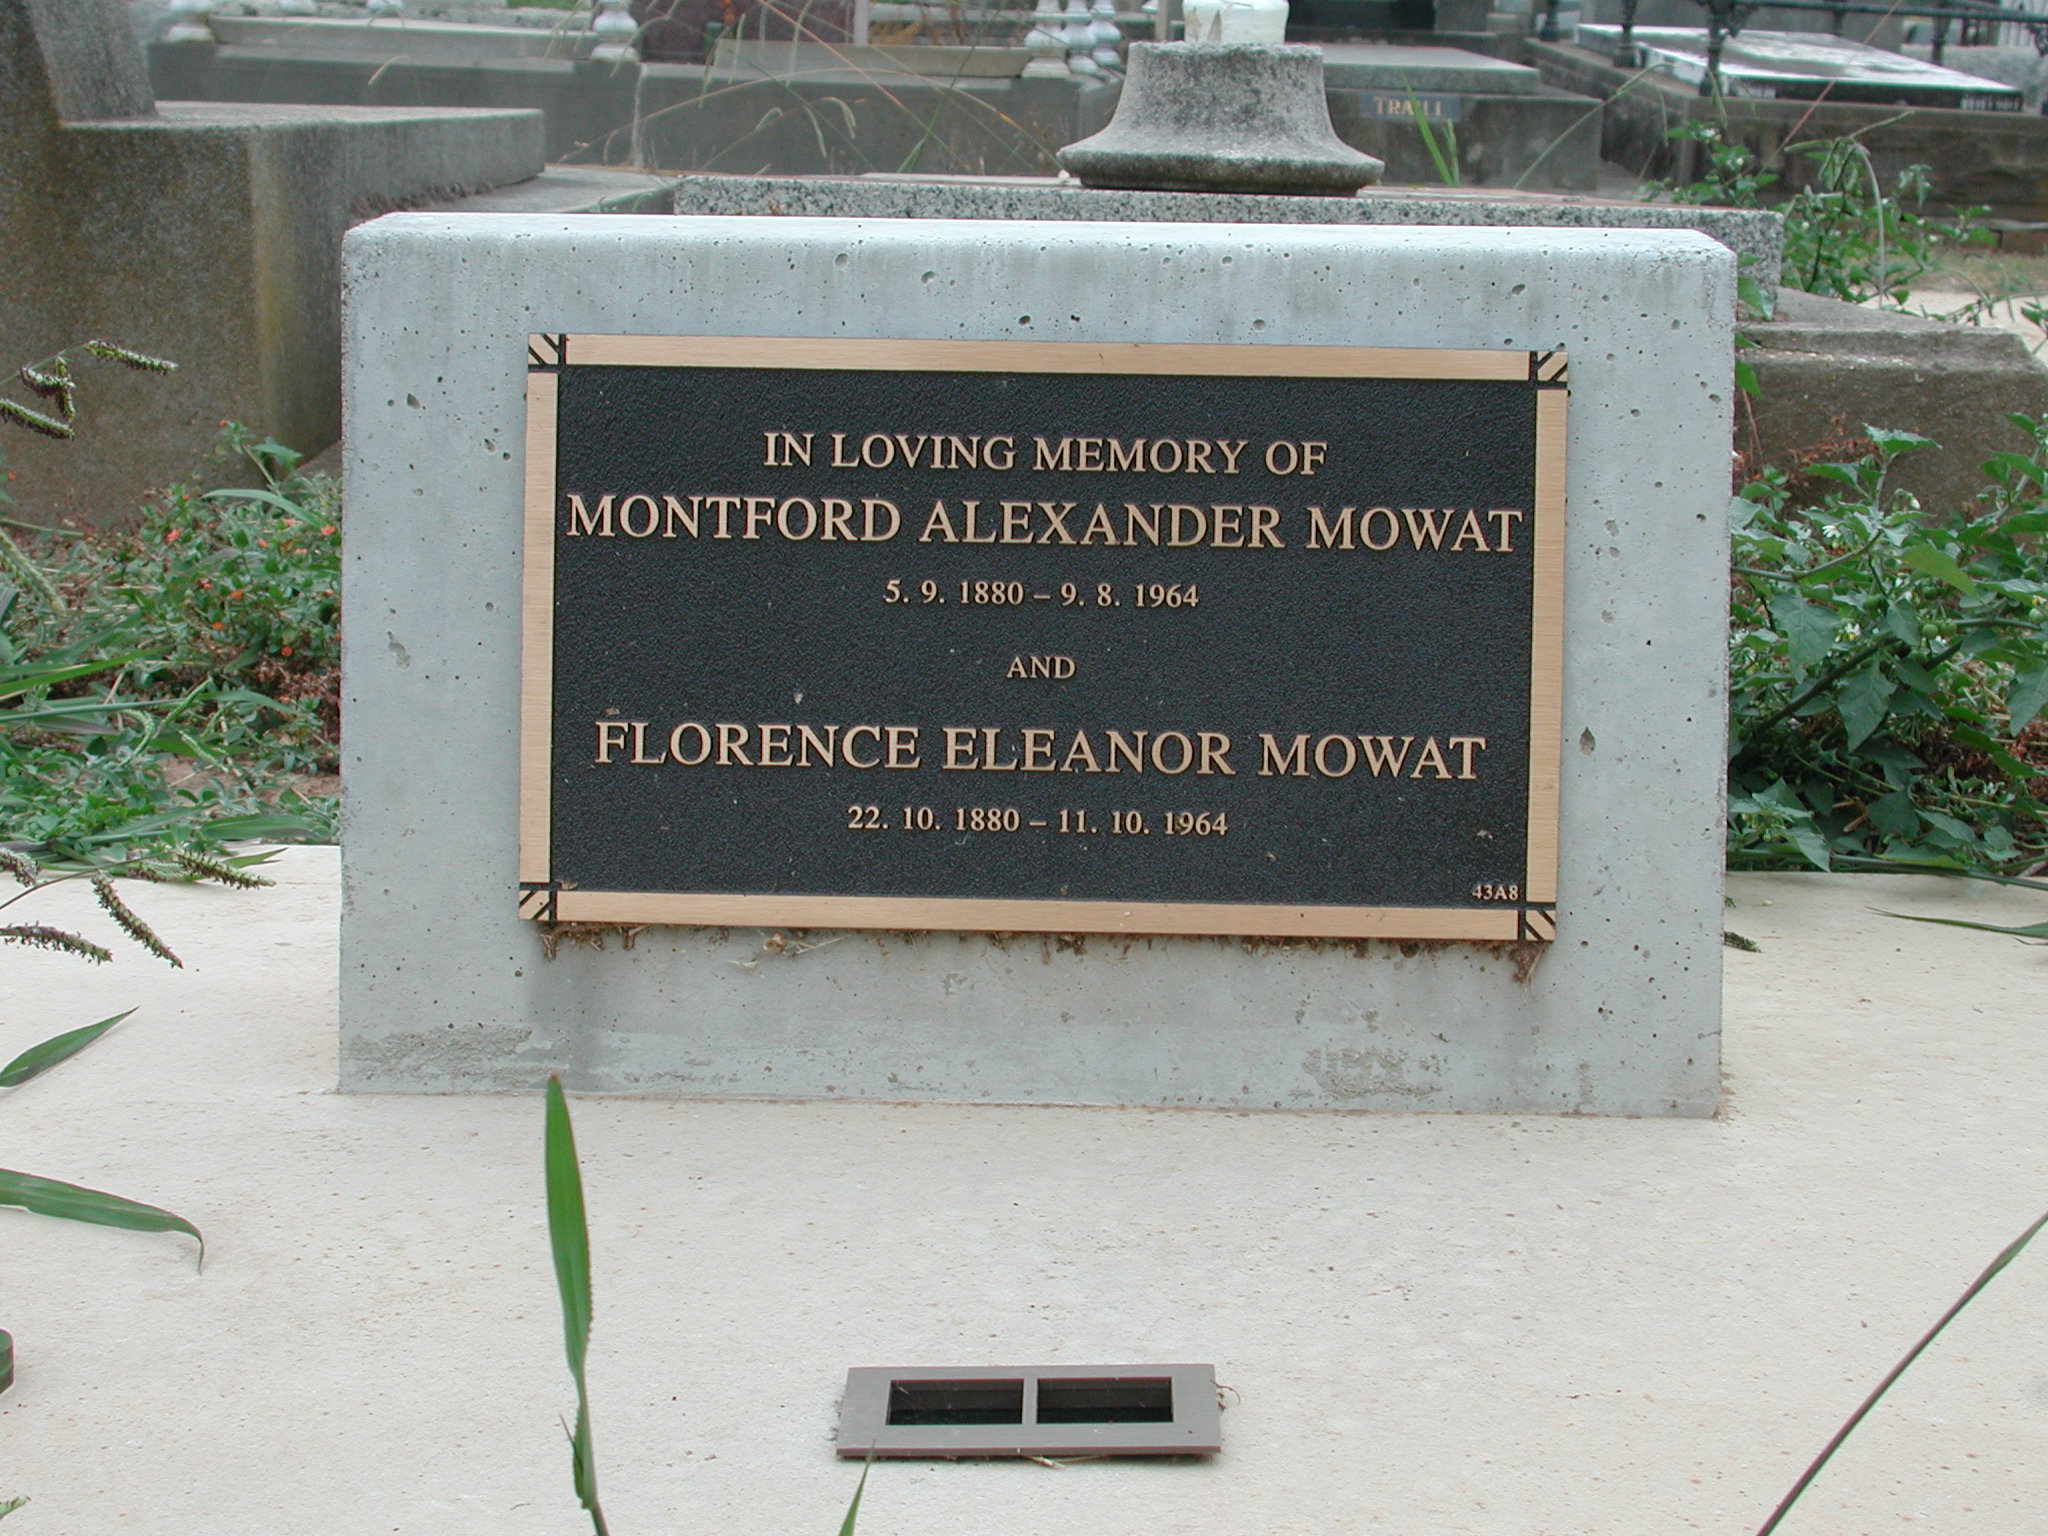 TRAILL
IN LOVING MEMORY OF
MONTFORD ALEXANDER MOWAT
5. 9. 1880 – 9. 8. 1964
AND
FLORENCE ELEANOR MOWAT
22. 10. 1880 – 11. 10. 1964
43A8